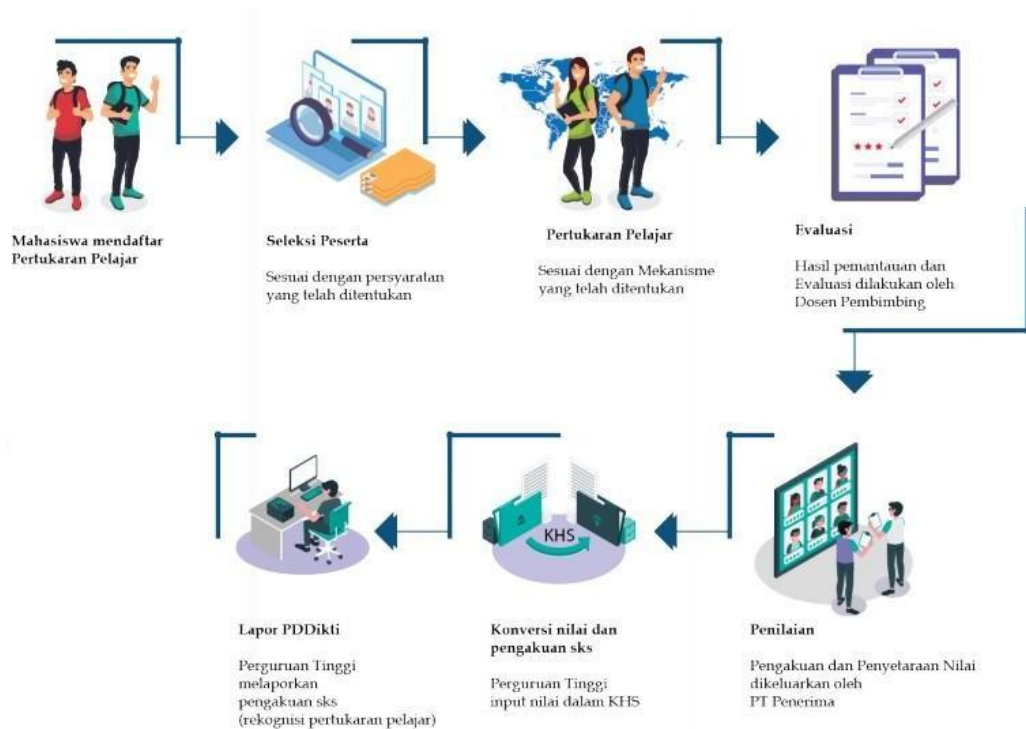 Mahasiswa mendaftar
Pertukaran Pelajar
Seleksi Peserta
Sesuai dengan persyaratan
yang telah ditentukan
Pertukaran Pelajar
Sesuai dengan Mekanisme
yang telah ditentukan
Evaluasi
Hasil pemantauan dan
Evaluasi dilakukan oleh
Dosen Pembimbing
Penilaian
Pengakuan dan Penyetaraan Nilai
dikeluarkan oleh
PT Penerima
KHS
Konversi nilai dan
pengakuan sks
Perguruan Tinggi
input nilai dalam KHS
Lapor PDDikti
Perguruan Tinggi
melaporkan
pengakuan sks
(rekognisi pertukaran pelajar)